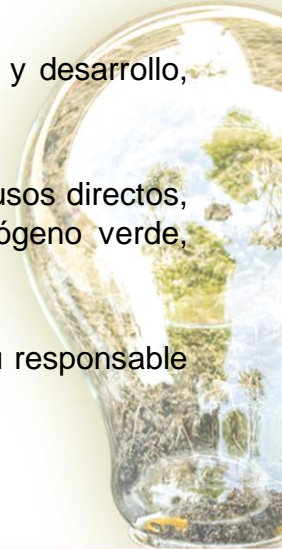 y desarrollo,
usos directos,
ógeno verde,
responsable